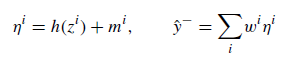 ηⁱ = h(zⁱ) + mⁱ, ŷ⁻ = ∑ᵢ wⁱηⁱ